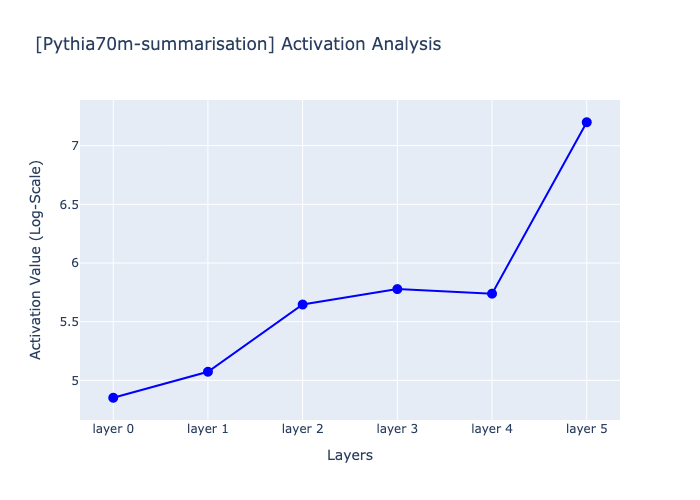 [Pythia70m-summarisation] Activation Analysis
Activation Value (Log-Scale)
7
6.5
6
5.5
5
layer 0 layer 1 layer 2 layer 3 layer 4 layer 5
Layers